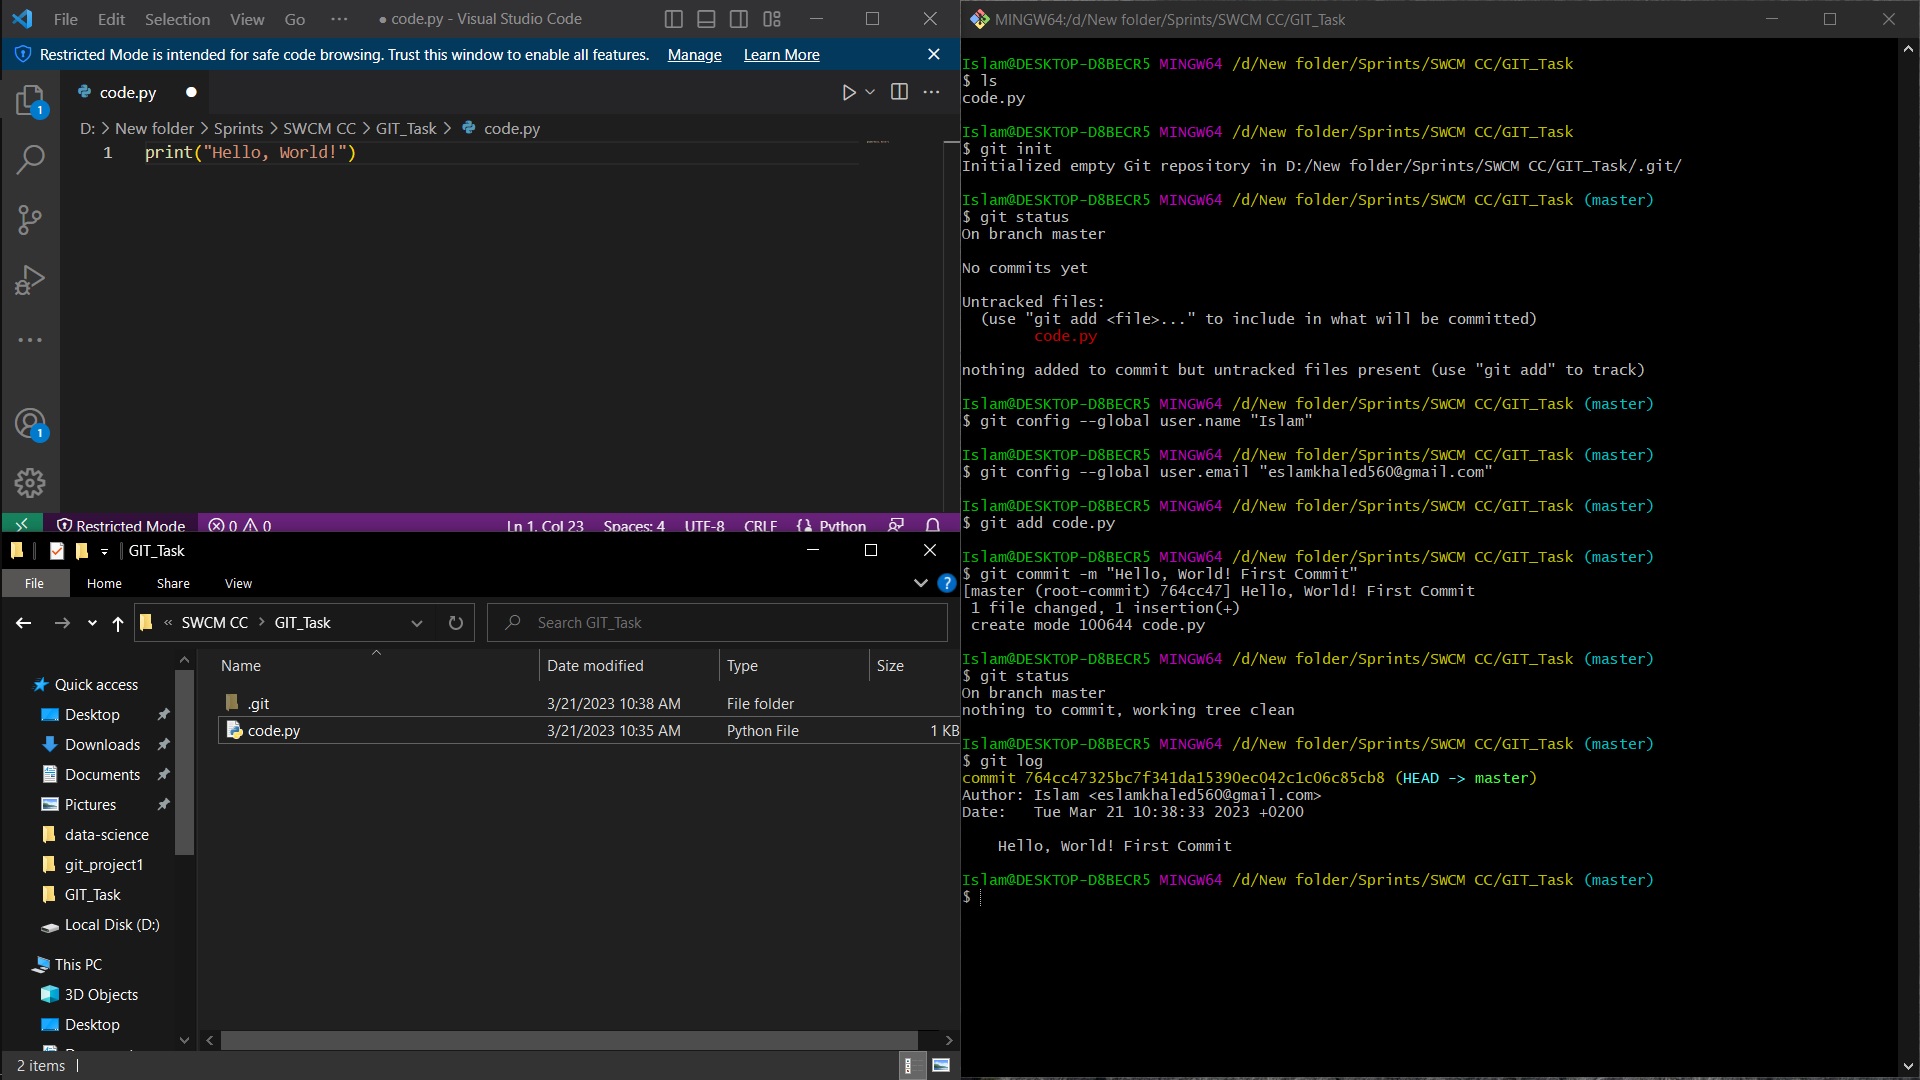 File Edit Selection View Go ··· ● code.py - Visual Studio Code
Restricted Mode is intended for safe code browsing. Trust this window to enable all features. Manage Learn More
1
code.py
D: > New folder > Sprints > SWCM CC > GIT_Task > code.py
1 print("Hello, World!")
1
Restricted Mode 0 0 Ln 1, Col 23 Spaces: 4 UTF-8 CRLF Python
GIT_Task
File Home Share View
« SWCM CC > GIT_Task Search GIT_Task
Name Date modified Type Size
.git 3/21/2023 10:38 AM File folder
code.py 3/21/2023 10:35 AM Python File 1 KB
Quick access
Desktop
Downloads
Documents
Pictures
data-science
git_project1
GIT_Task
Local Disk (D:)
This PC
3D Objects
Desktop
2 items
MINGW64:/d/New folder/Sprints/SWCM CC/GIT_Task
Islam@DESKTOP-D8BECR5 MINGW64 /d/New folder/Sprints/SWCM CC/GIT_Task
$ ls
code.py
Islam@DESKTOP-D8BECR5 MINGW64 /d/New folder/Sprints/SWCM CC/GIT_Task
$ git init
Initialized empty Git repository in D:/New folder/Sprints/SWCM CC/GIT_Task/.git/
Islam@DESKTOP-D8BECR5 MINGW64 /d/New folder/Sprints/SWCM CC/GIT_Task (master)
$ git status
On branch master
No commits yet
Untracked files:
(use "git add <file>..." to include in what will be committed)
code.py
nothing added to commit but untracked files present (use "git add" to track)
Islam@DESKTOP-D8BECR5 MINGW64 /d/New folder/Sprints/SWCM CC/GIT_Task (master)
$ git config --global user.name "Islam"
Islam@DESKTOP-D8BECR5 MINGW64 /d/New folder/Sprints/SWCM CC/GIT_Task (master)
$ git config --global user.email "eslamkhaled560@gmail.com"
Islam@DESKTOP-D8BECR5 MINGW64 /d/New folder/Sprints/SWCM CC/GIT_Task (master)
$ git add code.py
Islam@DESKTOP-D8BECR5 MINGW64 /d/New folder/Sprints/SWCM CC/GIT_Task (master)
$ git commit -m "Hello, World! First Commit"
[master (root-commit) 764cc47] Hello, World! First Commit
1 file changed, 1 insertion(+)
create mode 100644 code.py
Islam@DESKTOP-D8BECR5 MINGW64 /d/New folder/Sprints/SWCM CC/GIT_Task (master)
$ git status
On branch master
nothing to commit, working tree clean
Islam@DESKTOP-D8BECR5 MINGW64 /d/New folder/Sprints/SWCM CC/GIT_Task (master)
$ git log
commit 764cc47325bc7f341da15390ec042c1c06c85cb8 (HEAD -> master)
Author: Islam <eslamkhaled560@gmail.com>
Date: Tue Mar 21 10:38:33 2023 +0200
Hello, World! First Commit
Islam@DESKTOP-D8BECR5 MINGW64 /d/New folder/Sprints/SWCM CC/GIT_Task (master)
$